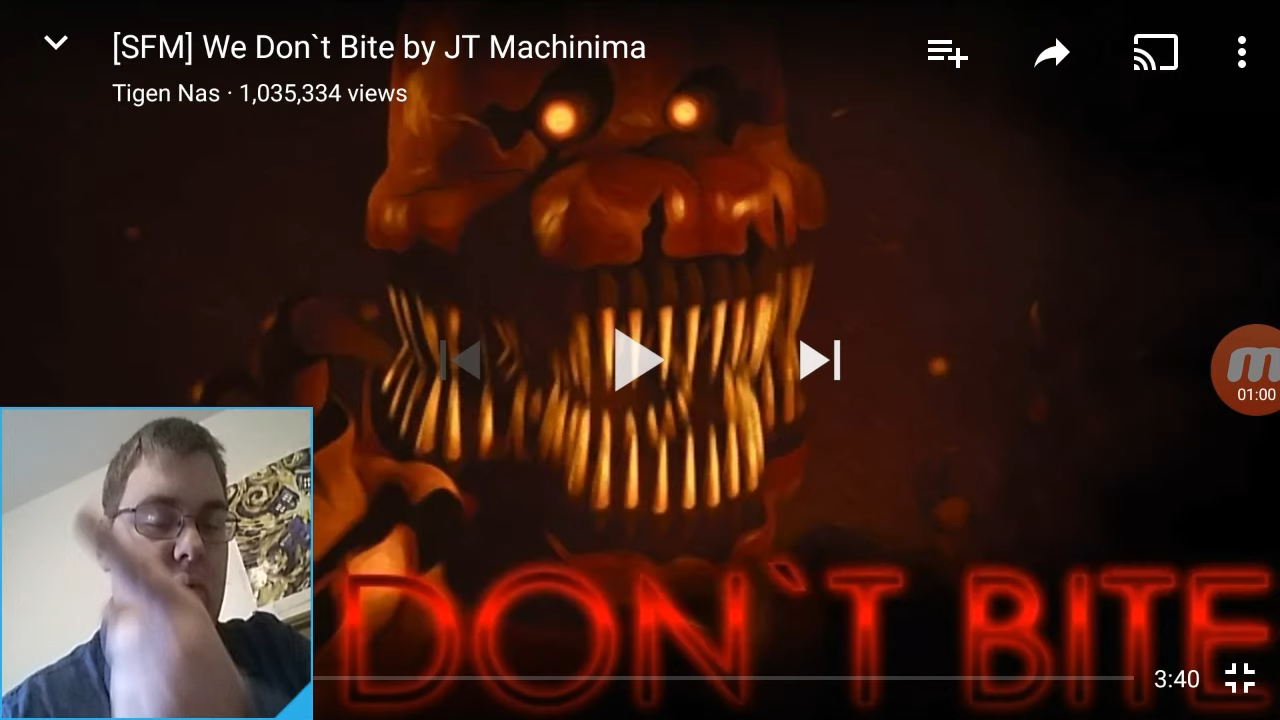 [SFM] We Don`t Bite by JT Machinima
Tigen Nas · 1,035,334 views
m
01:00
DON`T BITE
3:40